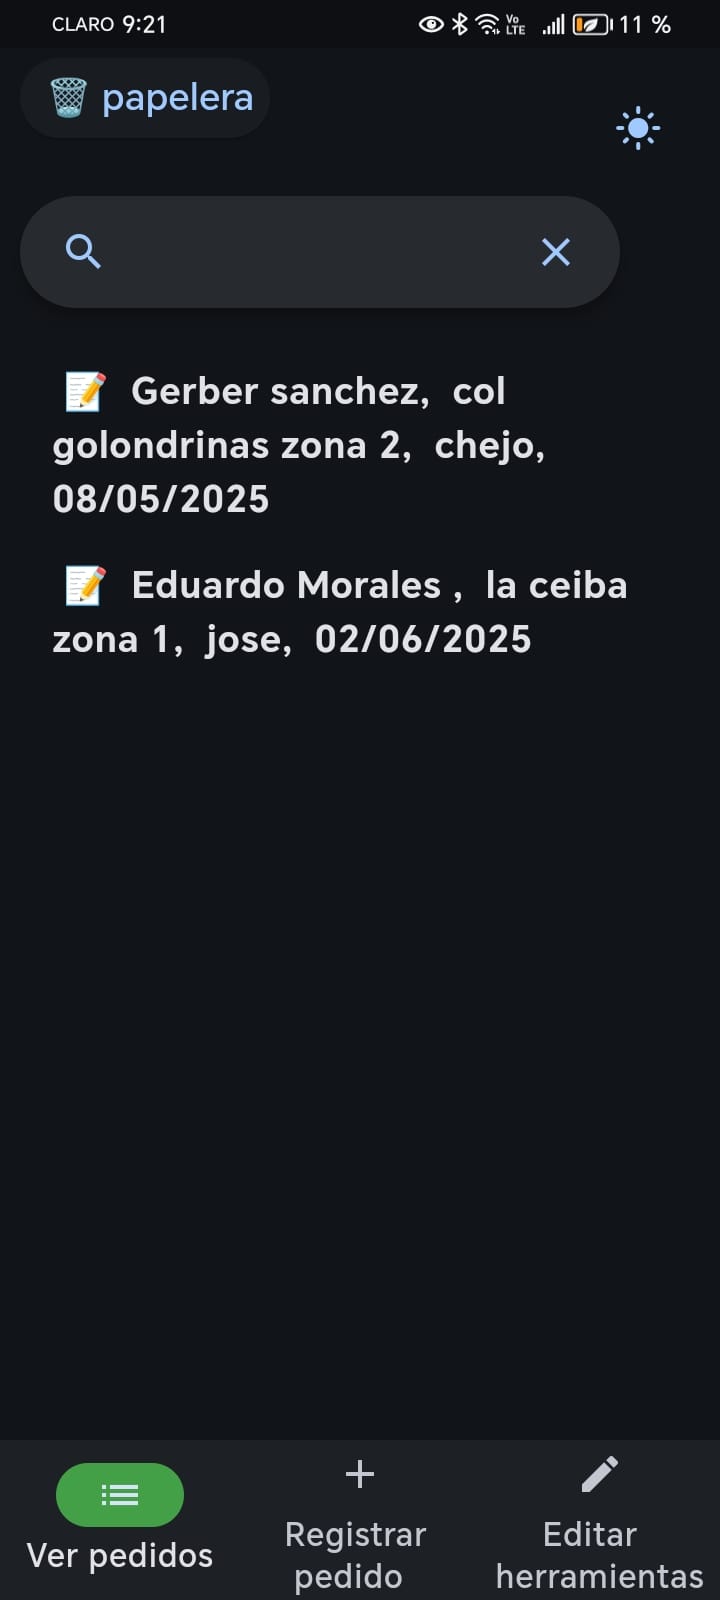 CLARO 9:21
Vo LTE
11 %
papelera
Gerber sanchez, col
golondrinas zona 2, chejo,
08/05/2025
Eduardo Morales , la ceiba
zona 1, jose, 02/06/2025
Ver pedidos
Registrar
pedido
Editar
herramientas